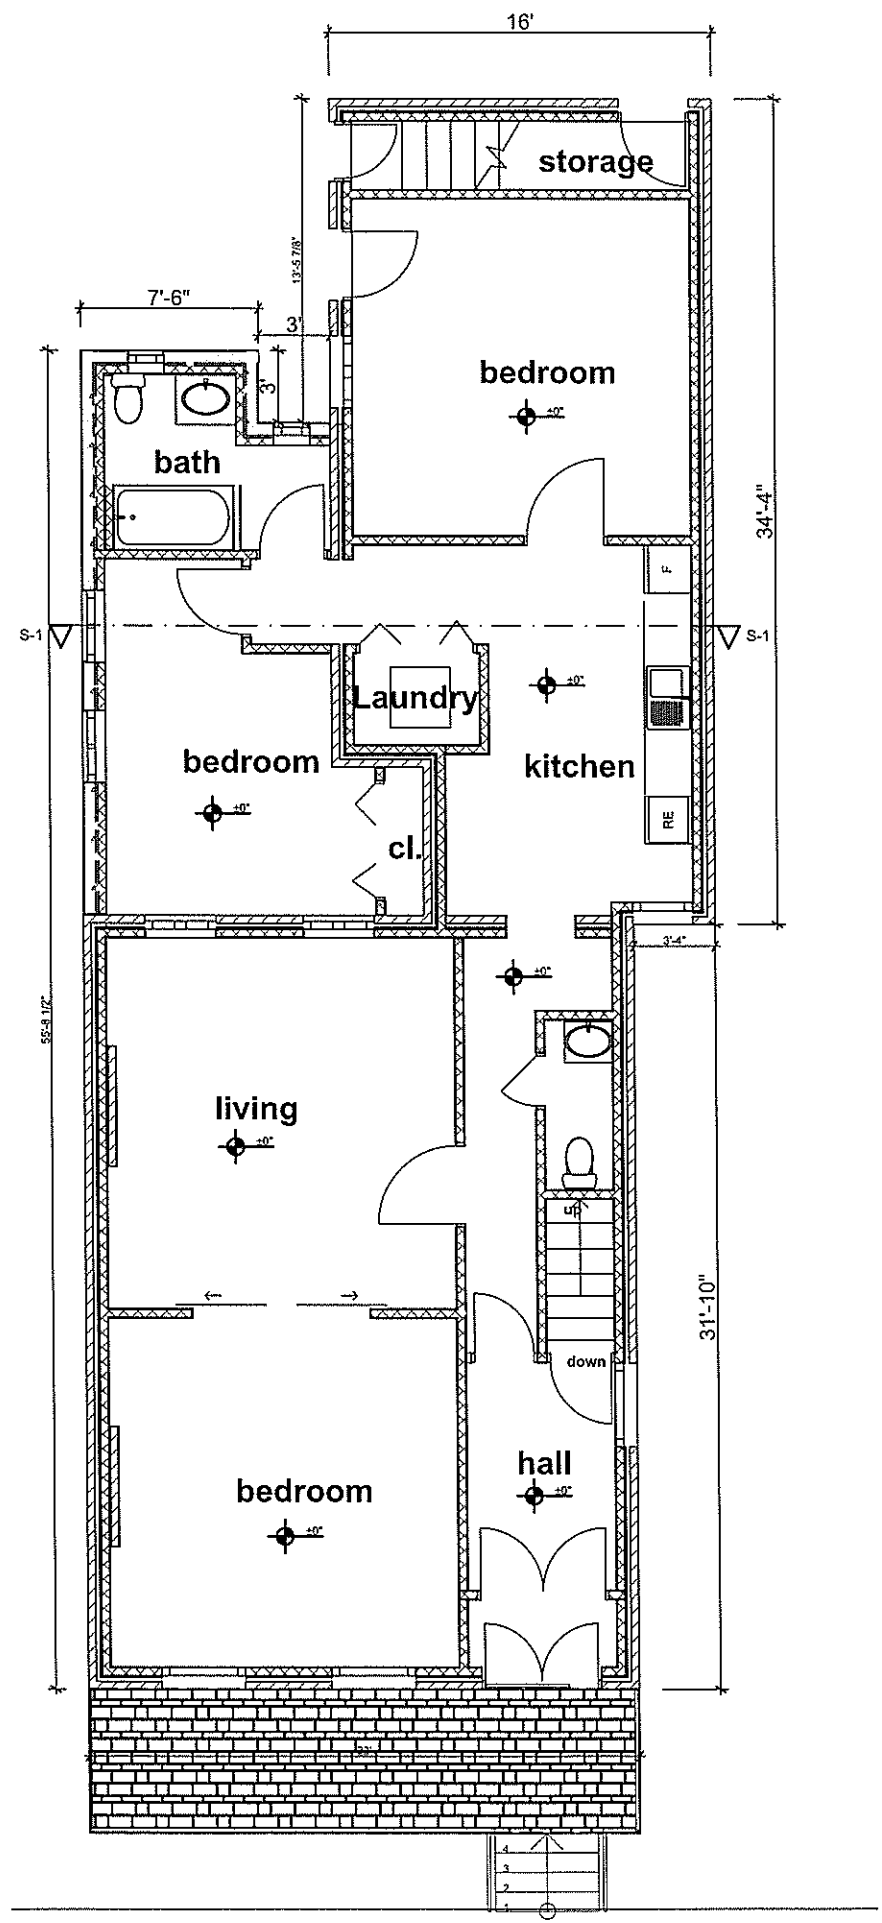 16'
storage
13'-5 7/8"
7'-6"
3'
3'
bedroom
±0"
bath
34'-4"
F
S-1
S-1
±0"
Laundry
bedroom
kitchen
±0"
RE
cl.
3'-4"
±0"
55'-8 1/2"
living
±0"
up
31'-10"
down
hall
bedroom
±0"
±0"
4
3
2
1